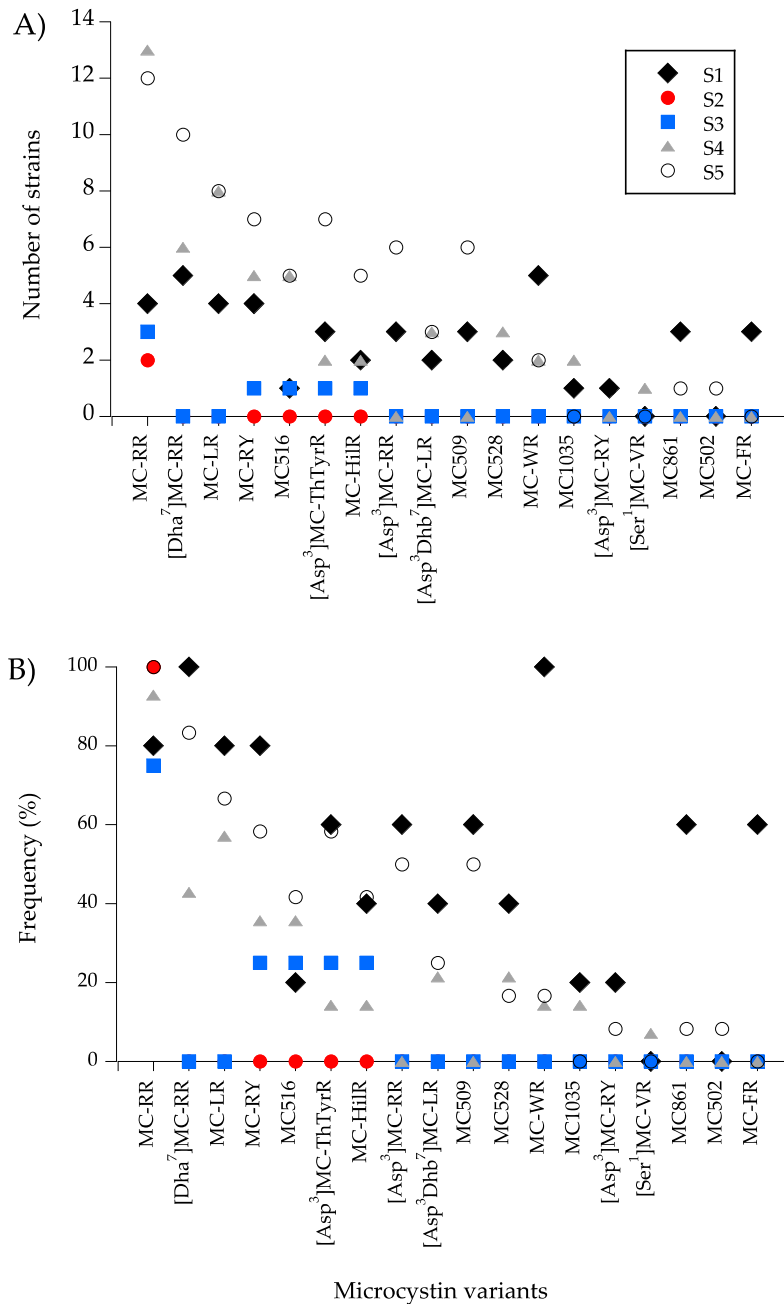 A)
Number of strains
14
12
10
8
6
4
2
0
S1
S2
S3
S4
S5
MC-RR
[Dha⁷]MC-RR
MC-LR
MC-RY
MC516
[Asp³]MC-ThTyrR
MC-HilR
[Asp³]MC-RR
[Asp³Dhb⁷]MC-LR
MC509
MC528
MC-WR
MC1035
[Asp³]MC-RY
[Ser¹]MC-VR
MC861
MC502
MC-FR
B)
Frequency (%)
100
80
60
40
20
0
MC-RR
[Dha⁷]MC-RR
MC-LR
MC-RY
MC516
[Asp³]MC-ThTyrR
MC-HilR
[Asp³]MC-RR
[Asp³Dhb⁷]MC-LR
MC509
MC528
MC-WR
MC1035
[Asp³]MC-RY
[Ser¹]MC-VR
MC861
MC502
MC-FR
Microcystin variants